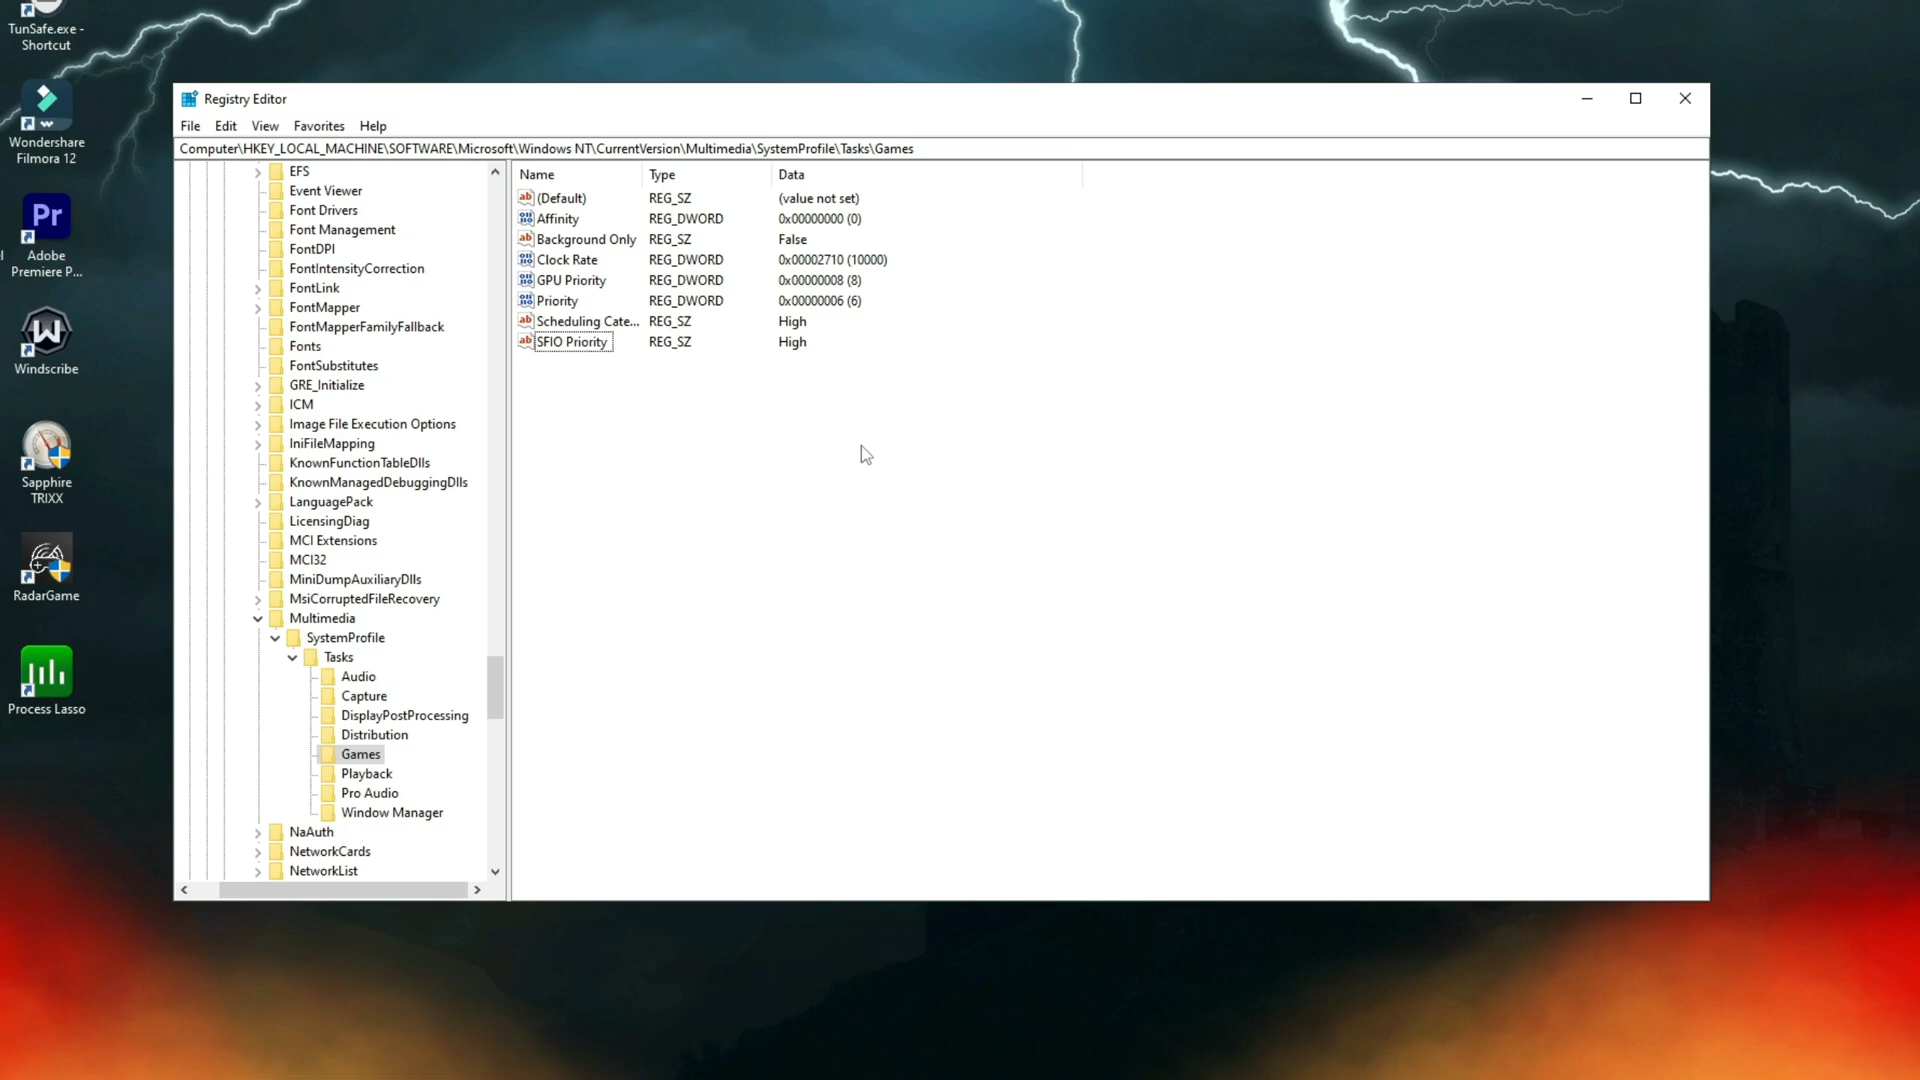 TunSafe.exe -
Shortcut
Wondershare
Filmora 12
Pr
Adobe
Premiere P...
Windscribe
Sapphire
TRIXX
RadarGame
Process Lasso
Registry Editor
File Edit View Favorites Help
Computer\HKEY_LOCAL_MACHINE\SOFTWARE\Microsoft\Windows NT\CurrentVersion\Multimedia\SystemProfile\Tasks\Games
EFS
Event Viewer
Font Drivers
Font Management
FontDPI
FontIntensityCorrection
FontLink
FontMapper
FontMapperFamilyFallback
Fonts
FontSubstitutes
GRE_Initialize
ICM
Image File Execution Options
IniFileMapping
KnownFunctionTableDlls
KnownManagedDebuggingDlls
LanguagePack
LicensingDiag
MCI Extensions
MCI32
MiniDumpAuxiliaryDlls
MsiCorruptedFileRecovery
Multimedia
SystemProfile
Tasks
Audio
Capture
DisplayPostProcessing
Distribution
Games
Playback
Pro Audio
Window Manager
NaAuth
NetworkCards
NetworkList
Name Type Data
(Default) REG_SZ (value not set)
Affinity REG_DWORD 0x00000000 (0)
Background Only REG_SZ False
Clock Rate REG_DWORD 0x00002710 (10000)
GPU Priority REG_DWORD 0x00000008 (8)
Priority REG_DWORD 0x00000006 (6)
Scheduling Cate... REG_SZ High
SFIO Priority REG_SZ High